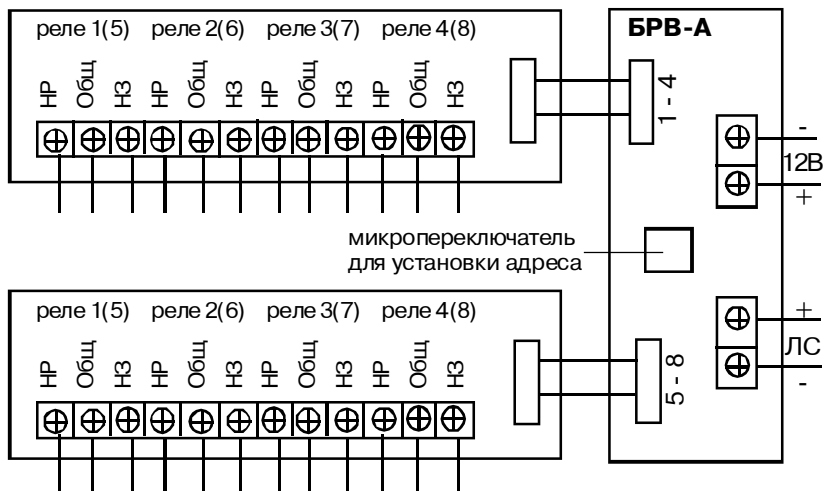 реле 1(5) реле 2(6) реле 3(7) реле 4(8)
НР Общ НЗ НР Общ НЗ НР Общ НЗ НР Общ НЗ
БРВ-А
1 - 4
-
12В
+
микропереключатель
для установки адреса
реле 1(5) реле 2(6) реле 3(7) реле 4(8)
НР Общ НЗ НР Общ НЗ НР Общ НЗ НР Общ НЗ
5 - 8
+
ЛС
-